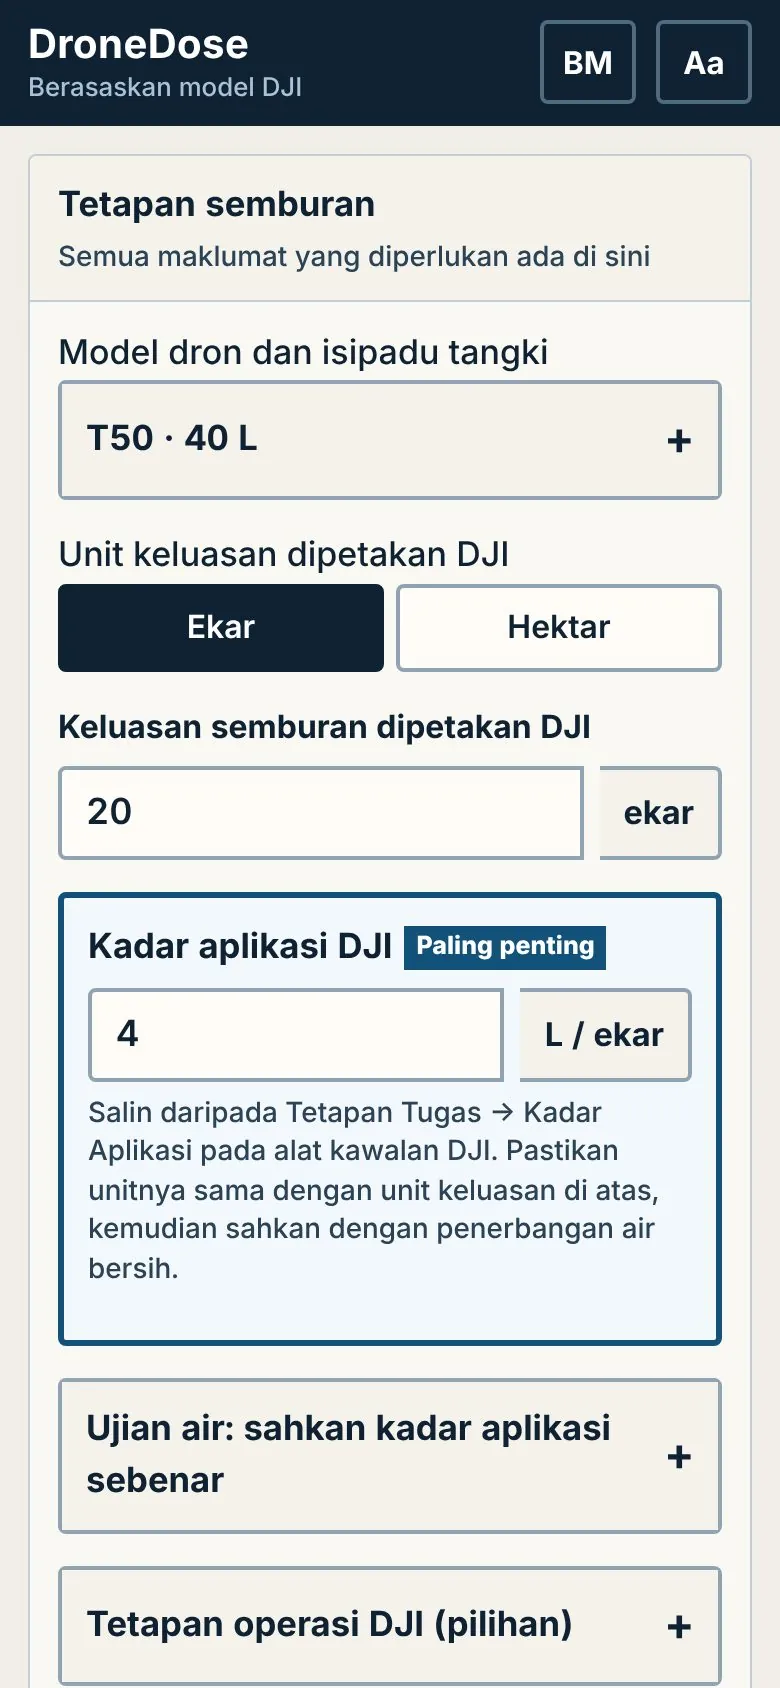 DroneDose
Berasaskan model DJI
BM
Aa
Tetapan semburan
Semua maklumat yang diperlukan ada di sini
Model dron dan isipadu tangki
T50 · 40 L
+
Unit keluasan dipetakan DJI
Ekar
Hektar
Keluasan semburan dipetakan DJI
20
ekar
Kadar aplikasi DJI
Paling penting
4
L / ekar
Salin daripada Tetapan Tugas → Kadar
Aplikasi pada alat kawalan DJI. Pastikan
unitnya sama dengan unit keluasan di atas,
kemudian sahkan dengan penerbangan air
bersih.
Ujian air: sahkan kadar aplikasi
sebenar
+
Tetapan operasi DJI (pilihan)
+